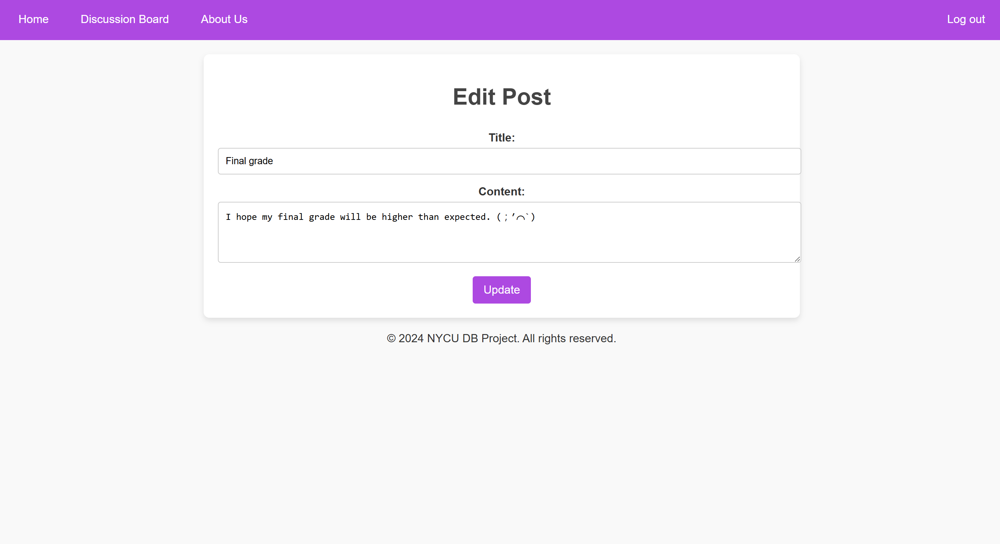 Home Discussion Board About Us Log out
Edit Post
Title:
Final grade
Content:
I hope my final grade will be higher than expected. (；′⌒`)
Update
© 2024 NYCU DB Project. All rights reserved.